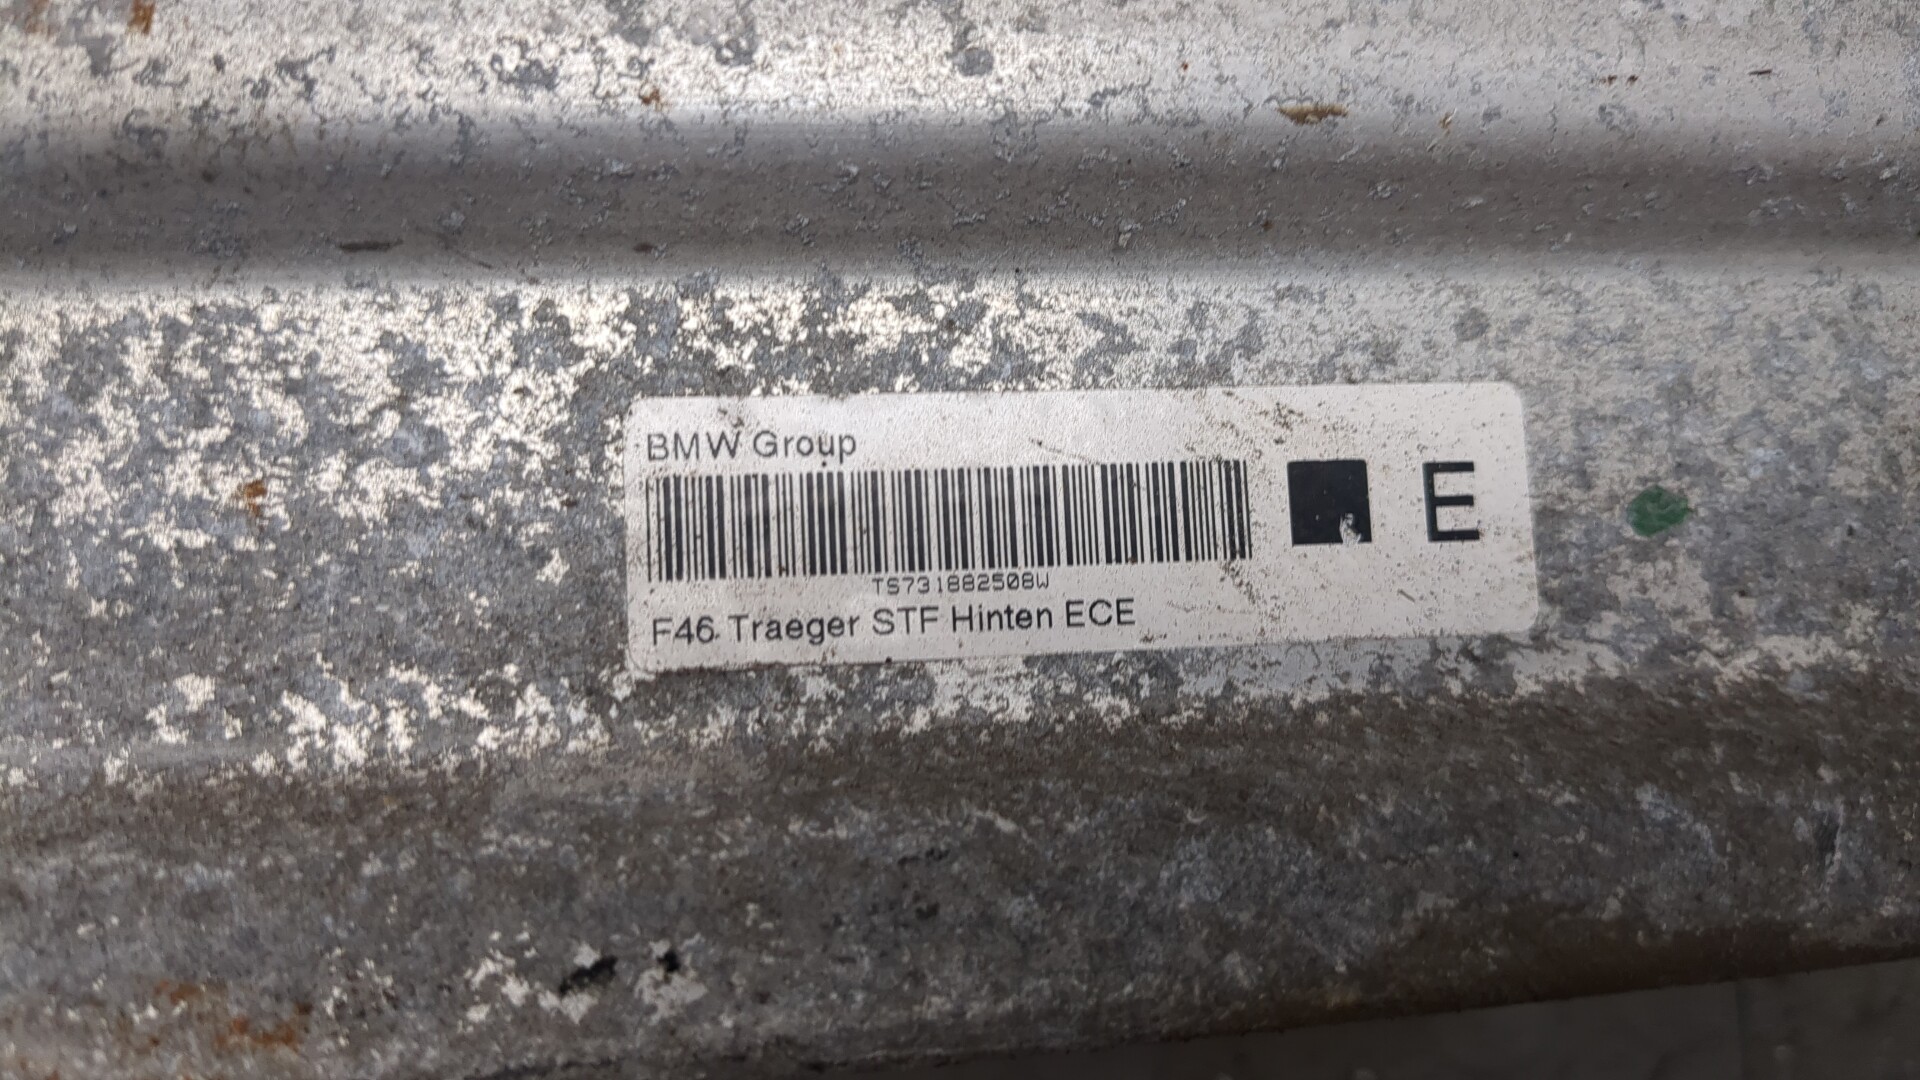 BMW Group
E
TS731882508W
F46 Traeger STF Hinten ECE